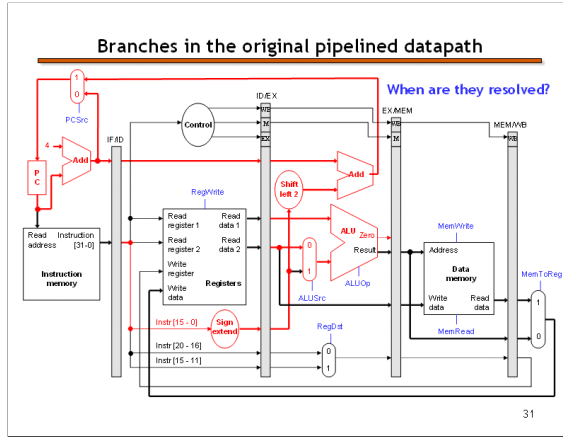 Branches in the original pipelined datapath
When are they resolved?
1
0
PCSrc
4
Add
P
C
IF/ID
Control
ID/EX
WB
M
EX
EX/MEM
WB
M
MEM/WB
WB
Add
Shift
left 2
RegWrite
Read
address
Instruction
[31-0]
Instruction
memory
Read
register 1
Read
data 1
Read
register 2
Read
data 2
Write
register
Write
data
Registers
ALU
Zero
Result
0
1
ALUSrc
ALUOp
MemWrite
Address
Data
memory
Write
data
Read
data
MemRead
MemToReg
1
0
Instr [15 - 0]
Sign
extend
RegDst
Instr [20 - 16]
Instr [15 - 11]
0
1
31